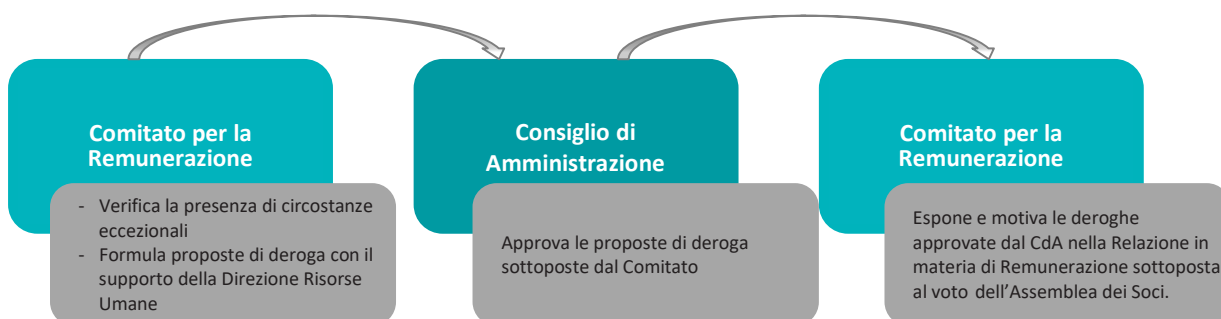 Comitato per la
Remunerazione
- Verifica la presenza di circostanze
eccezionali
- Formula proposte di deroga con il
supporto della Direzione Risorse
Umane
Consiglio di
Amministrazione
Approva le proposte di deroga
sottoposte dal Comitato
Comitato per la
Remunerazione
Espone e motiva le deroghe
approvate dal CdA nella Relazione in
materia di Remunerazione sottoposta
al voto dell’Assemblea dei Soci.